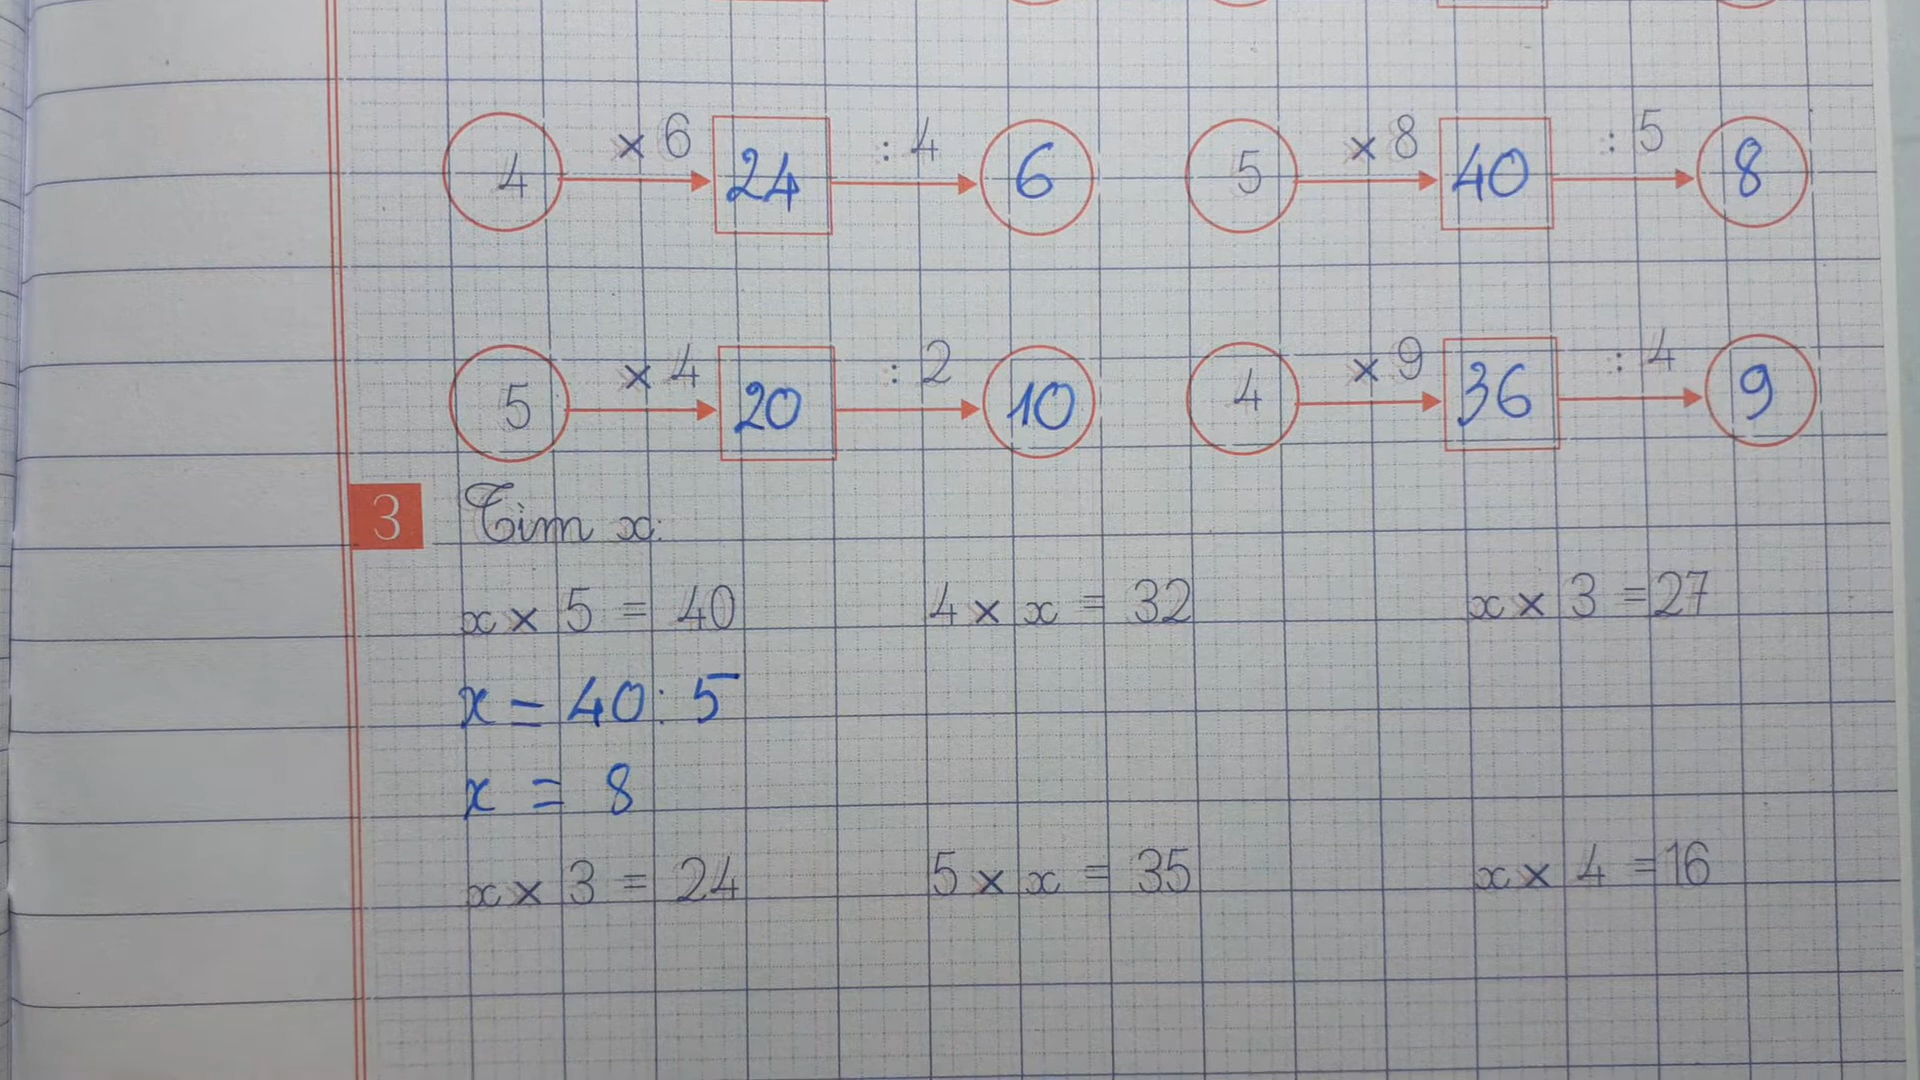 4 × 6 24 : 4 6 5 × 8 40 : 5 8
5 × 4 20 : 2 10 4 × 9 36 : 4 9
3 Tìm x:
x × 5 = 40 4 × x = 32 x × 3 = 27
x = 40 : 5
x = 8
x × 3 = 24 5 × x = 35 x × 4 = 16